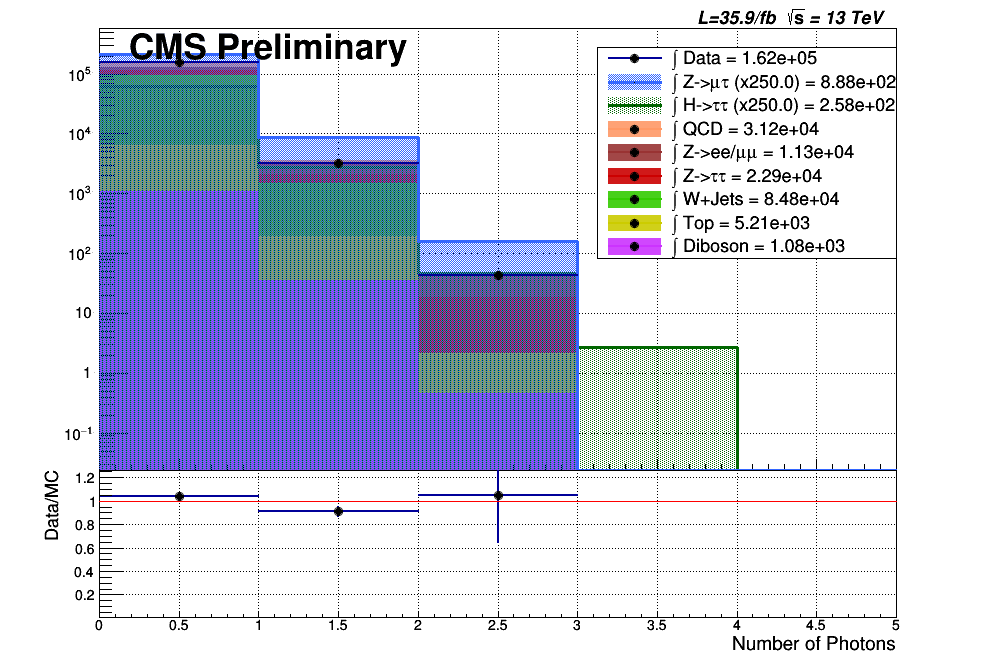 L=35.9/fb √s = 13 TeV
CMS Preliminary
∫ Data = 1.62e+05
∫ Z->μτ (x250.0) = 8.88e+02
∫ H->ττ (x250.0) = 2.58e+02
∫ QCD = 3.12e+04
∫ Z->ee/μμ = 1.13e+04
∫ Z->ττ = 2.29e+04
∫ W+Jets = 8.48e+04
∫ Top = 5.21e+03
∫ Diboson = 1.08e+03
10⁵
10⁴
10³
10²
10
1
10⁻¹
Data/MC
1.2
1
0.8
0.6
0.4
0.2
0 0.5 1 1.5 2 2.5 3 3.5 4 4.5 5
Number of Photons